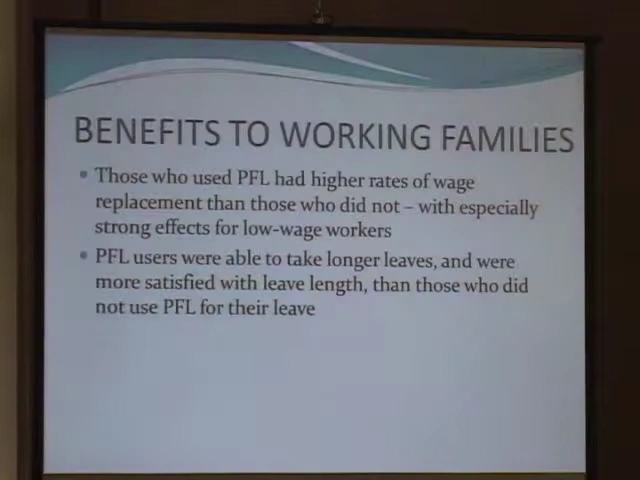 BENEFITS TO WORKING FAMILIES
• Those who used PFL had higher rates of wage
replacement than those who did not – with especially
strong effects for low-wage workers
• PFL users were able to take longer leaves, and were
more satisfied with leave length, than those who did
not use PFL for their leave